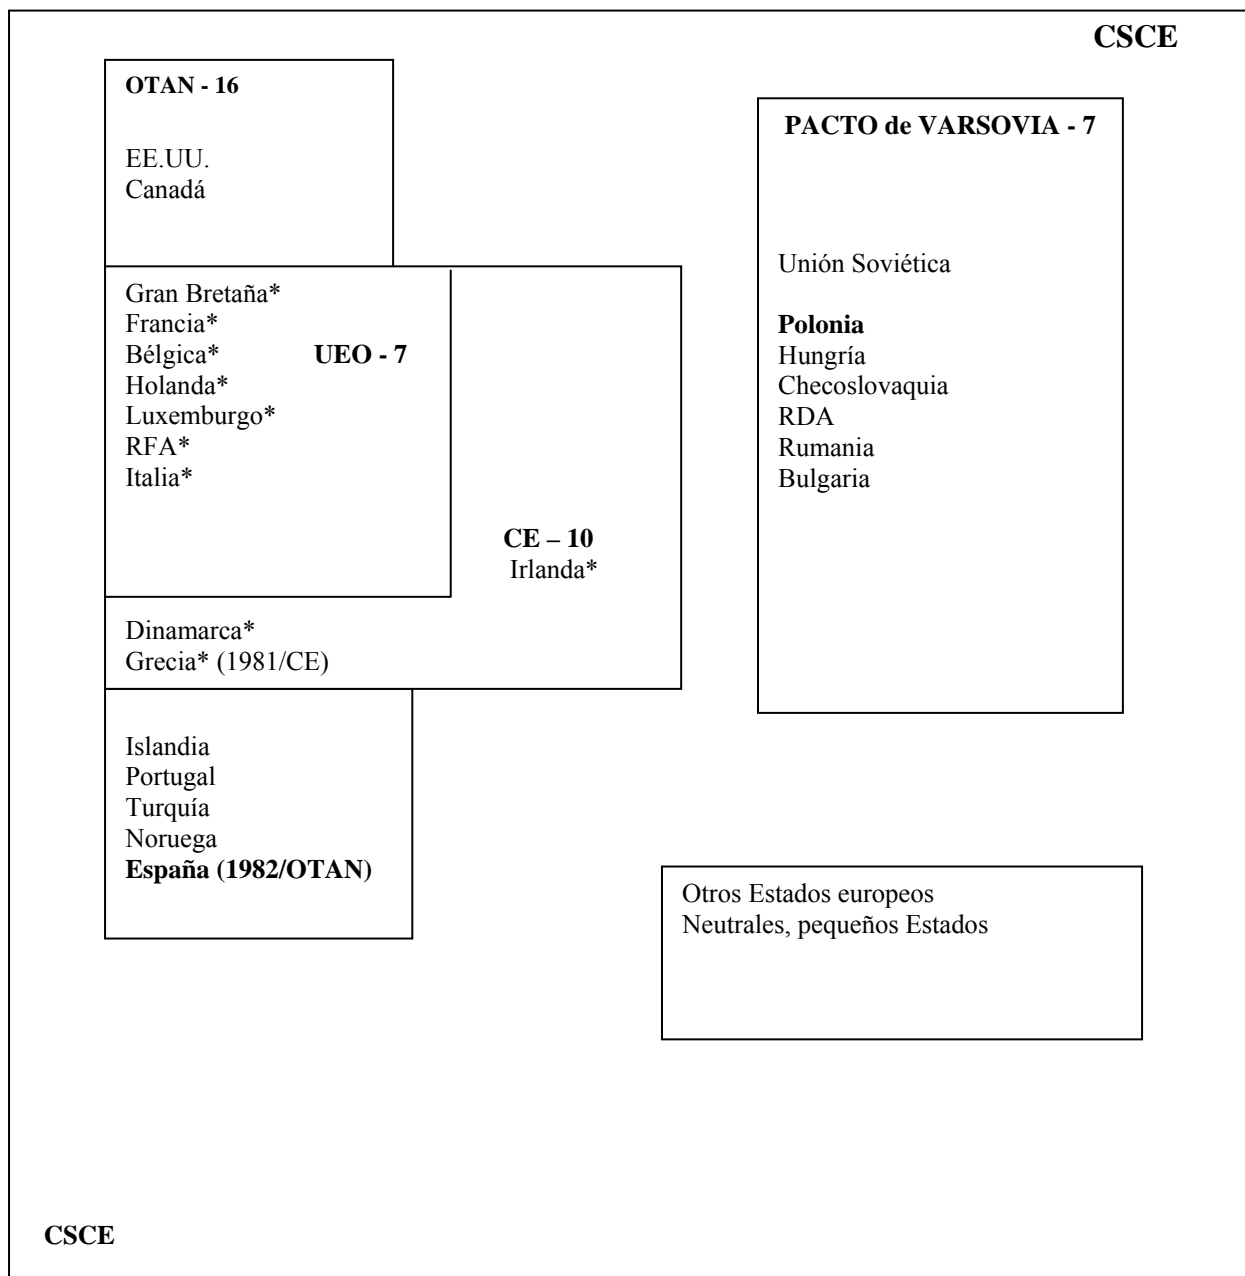 CSCE
OTAN - 16
EE.UU.
Canadá
Gran Bretaña*
Francia*
Bélgica* UEO - 7
Holanda*
Luxemburgo*
RFA*
Italia*
CE – 10
Irlanda*
Dinamarca*
Grecia* (1981/CE)
Islandia
Portugal
Turquía
Noruega
España (1982/OTAN)
PACTO de VARSOVIA - 7
Unión Soviética
Polonia
Hungría
Checoslovaquia
RDA
Rumania
Bulgaria
Otros Estados europeos
Neutrales, pequeños Estados
CSCE